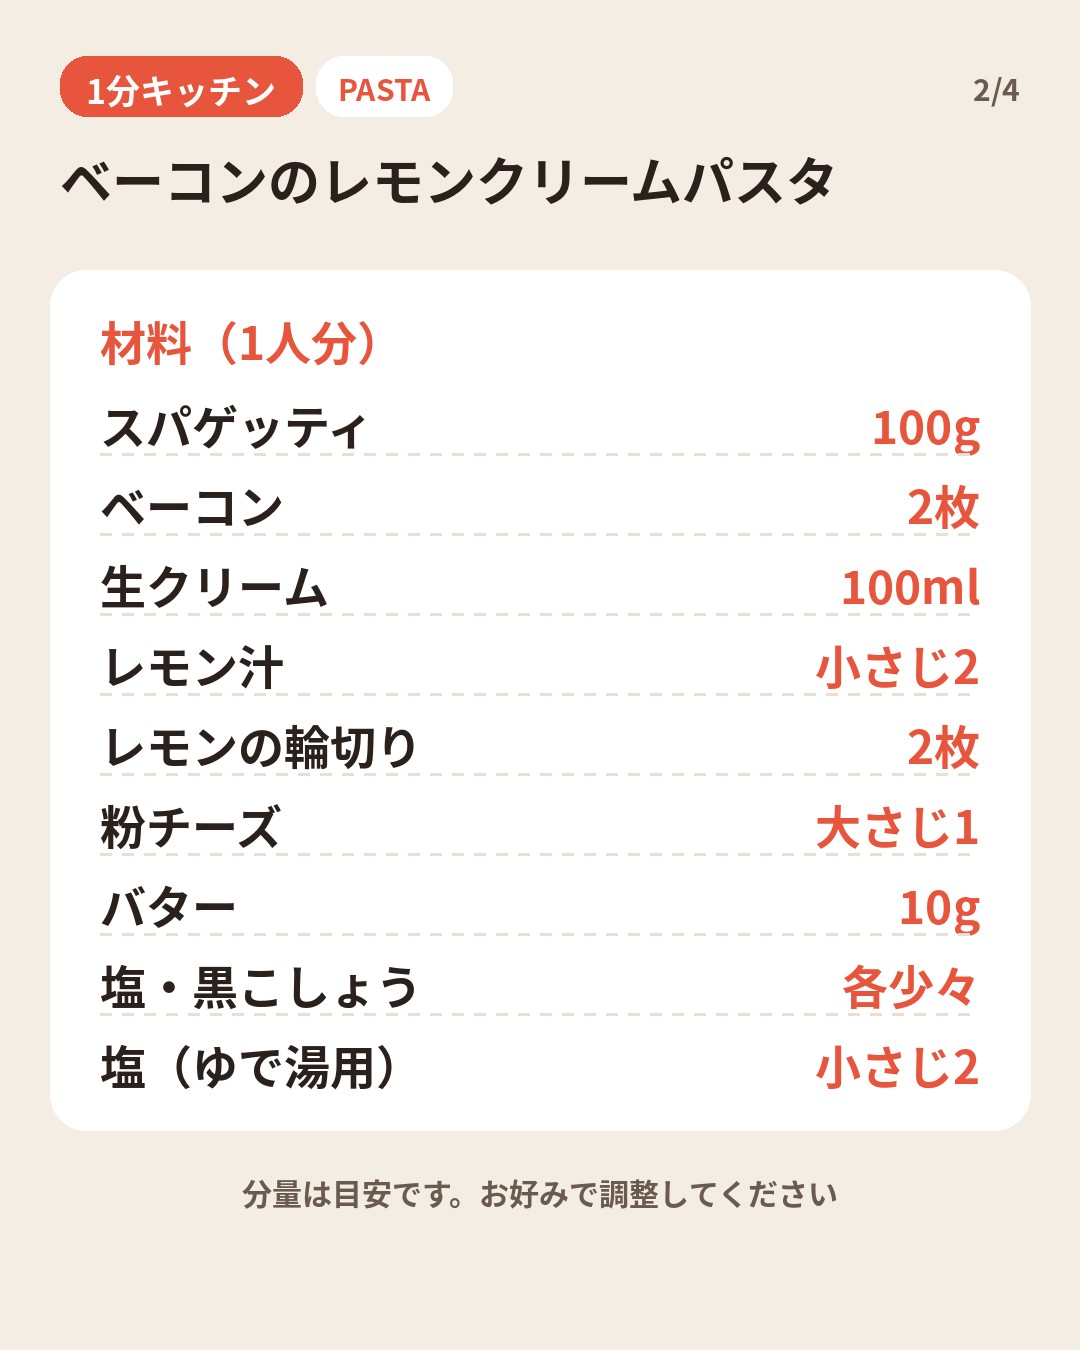 1分キッチン PASTA 2/4
ベーコンのレモンクリームパスタ
材料（1人分）
スパゲッティ 100g
ベーコン 2枚
生クリーム 100ml
レモン汁 小さじ2
レモンの輪切り 2枚
粉チーズ 大さじ1
バター 10g
塩・黒こしょう 各少々
塩（ゆで湯用） 小さじ2
分量は目安です。お好みで調整してください